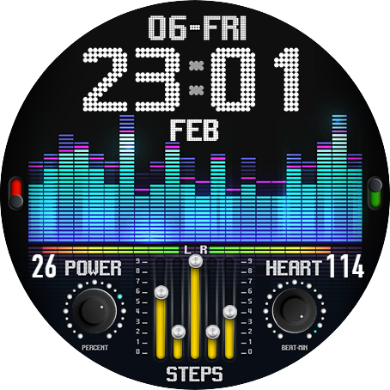 06-FRI
23:01
FEB
L R
26 POWER
HEART 114
PERCENT
BEAT-MIN
STEPS